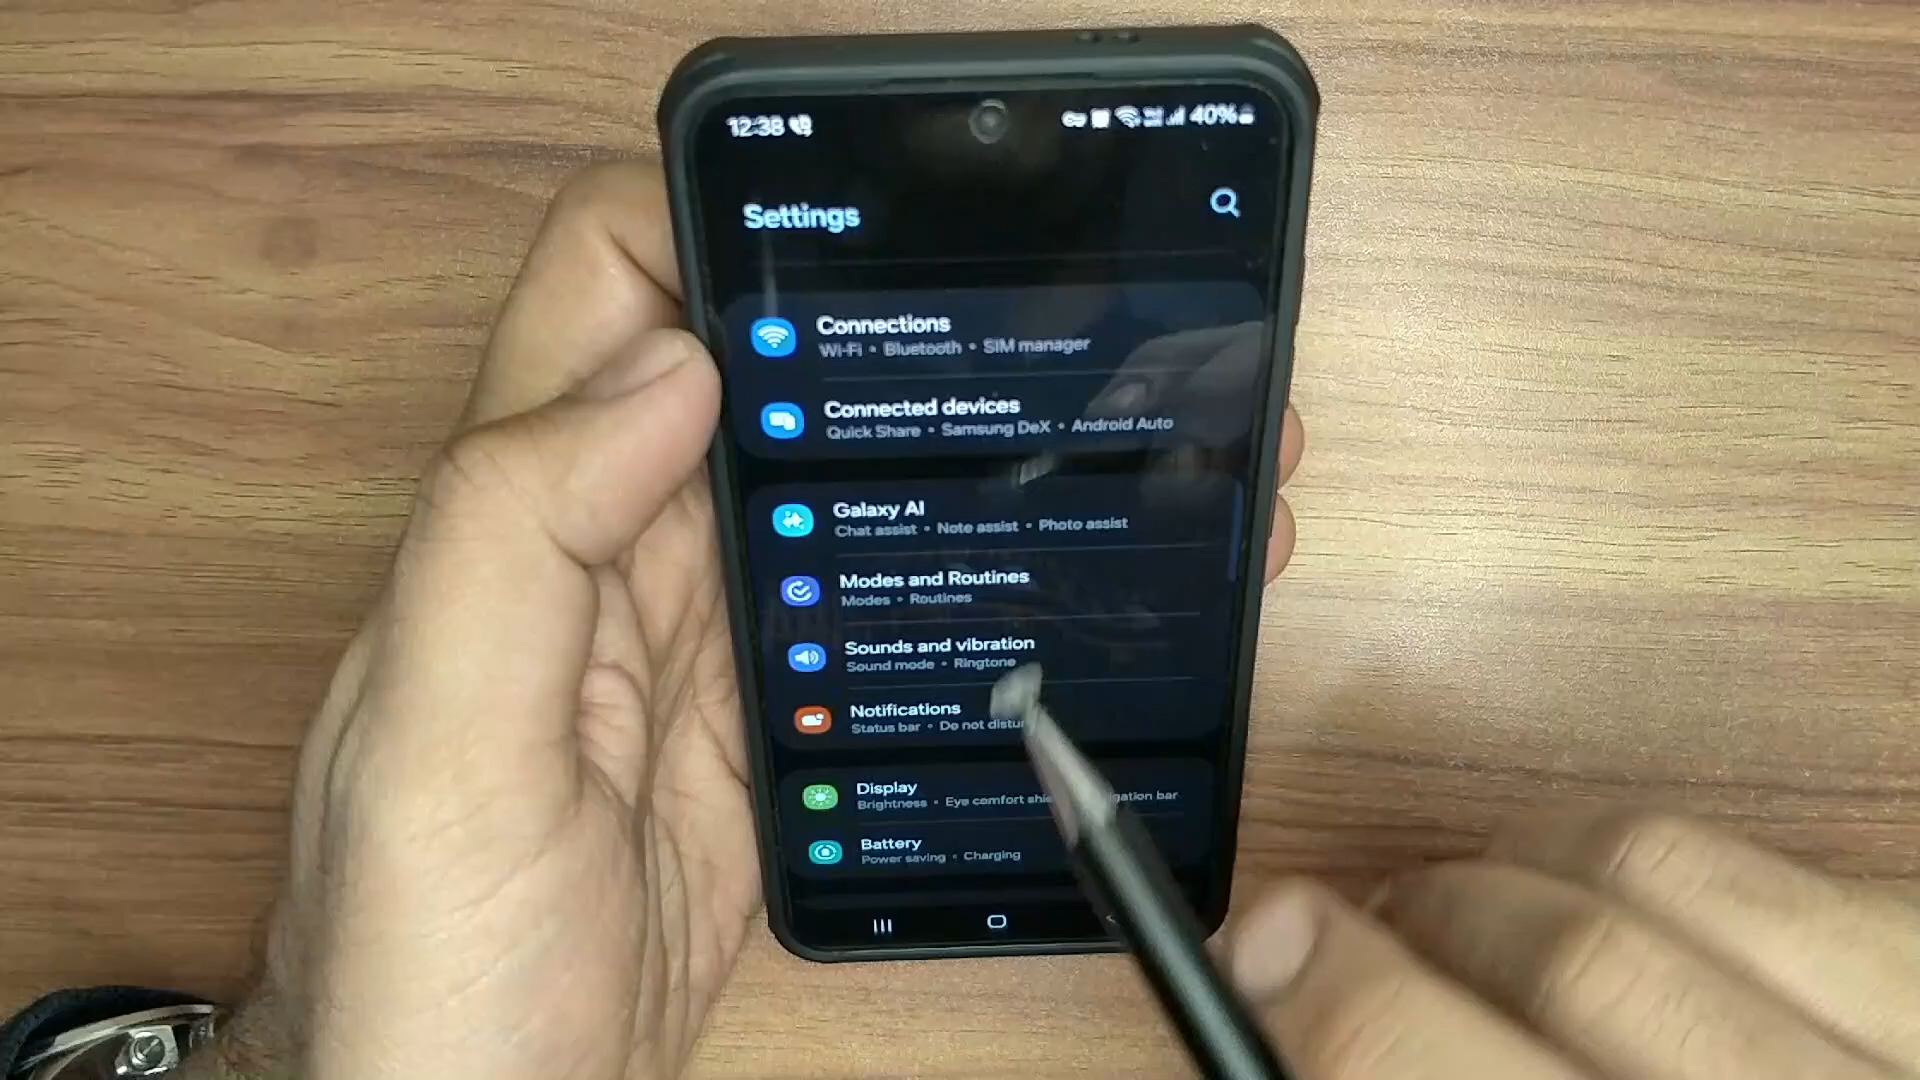 12:38
40%
Settings
Connections
Wi-Fi • Bluetooth • SIM manager
Connected devices
Quick Share • Samsung DeX • Android Auto
Galaxy AI
Chat assist • Note assist • Photo assist
Modes and Routines
Modes • Routines
Sounds and vibration
Sound mode • Ringtone
Notifications
Status bar • Do not
Display
Brightness • Eye comfort bar
Battery
Power saving • Charging